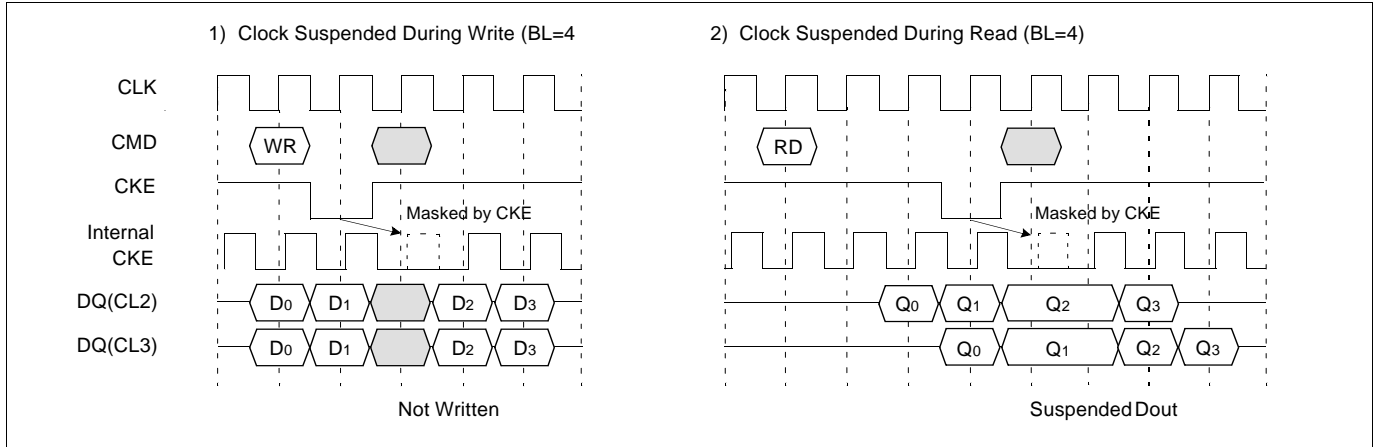 1) Clock Suspended During Write (BL=4
2) Clock Suspended During Read (BL=4)
CLK
CMD WR RD
CKE
Masked by CKE Masked by CKE
Internal
CKE
DQ(CL2) D0 D1 D2 D3 Q0 Q1 Q2 Q3
DQ(CL3) D0 D1 D2 D3 Q0 Q1 Q2 Q3
Not Written Suspended Dout